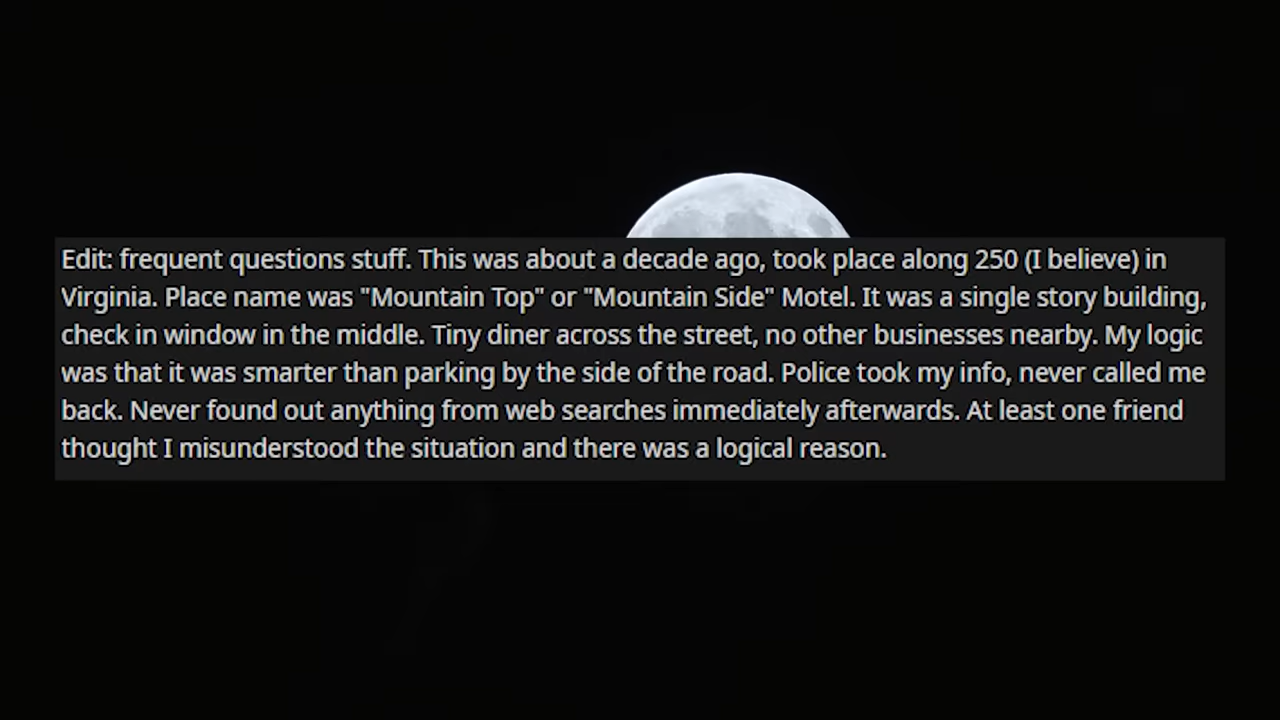 Edit: frequent questions stuff. This was about a decade ago, took place along 250 (I believe) in
Virginia. Place name was "Mountain Top" or "Mountain Side" Motel. It was a single story building,
check in window in the middle. Tiny diner across the street, no other businesses nearby. My logic
was that it was smarter than parking by the side of the road. Police took my info, never called me
back. Never found out anything from web searches immediately afterwards. At least one friend
thought I misunderstood the situation and there was a logical reason.